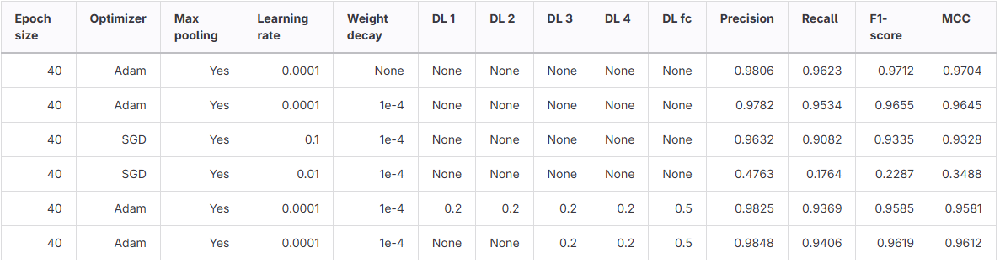 Epoch size Optimizer Max pooling Learning rate Weight decay DL 1 DL 2 DL 3 DL 4 DL fc Precision Recall F1-score MCC
40 Adam Yes 0.0001 None None None None None None 0.9806 0.9623 0.9712 0.9704
40 Adam Yes 0.0001 1e-4 None None None None None 0.9782 0.9534 0.9655 0.9645
40 SGD Yes 0.1 1e-4 None None None None None 0.9632 0.9082 0.9335 0.9328
40 SGD Yes 0.01 1e-4 None None None None None 0.4763 0.1764 0.2287 0.3488
40 Adam Yes 0.0001 1e-4 0.2 0.2 0.2 0.2 0.5 0.9825 0.9369 0.9585 0.9581
40 Adam Yes 0.0001 1e-4 None None 0.2 0.2 0.5 0.9848 0.9406 0.9619 0.9612